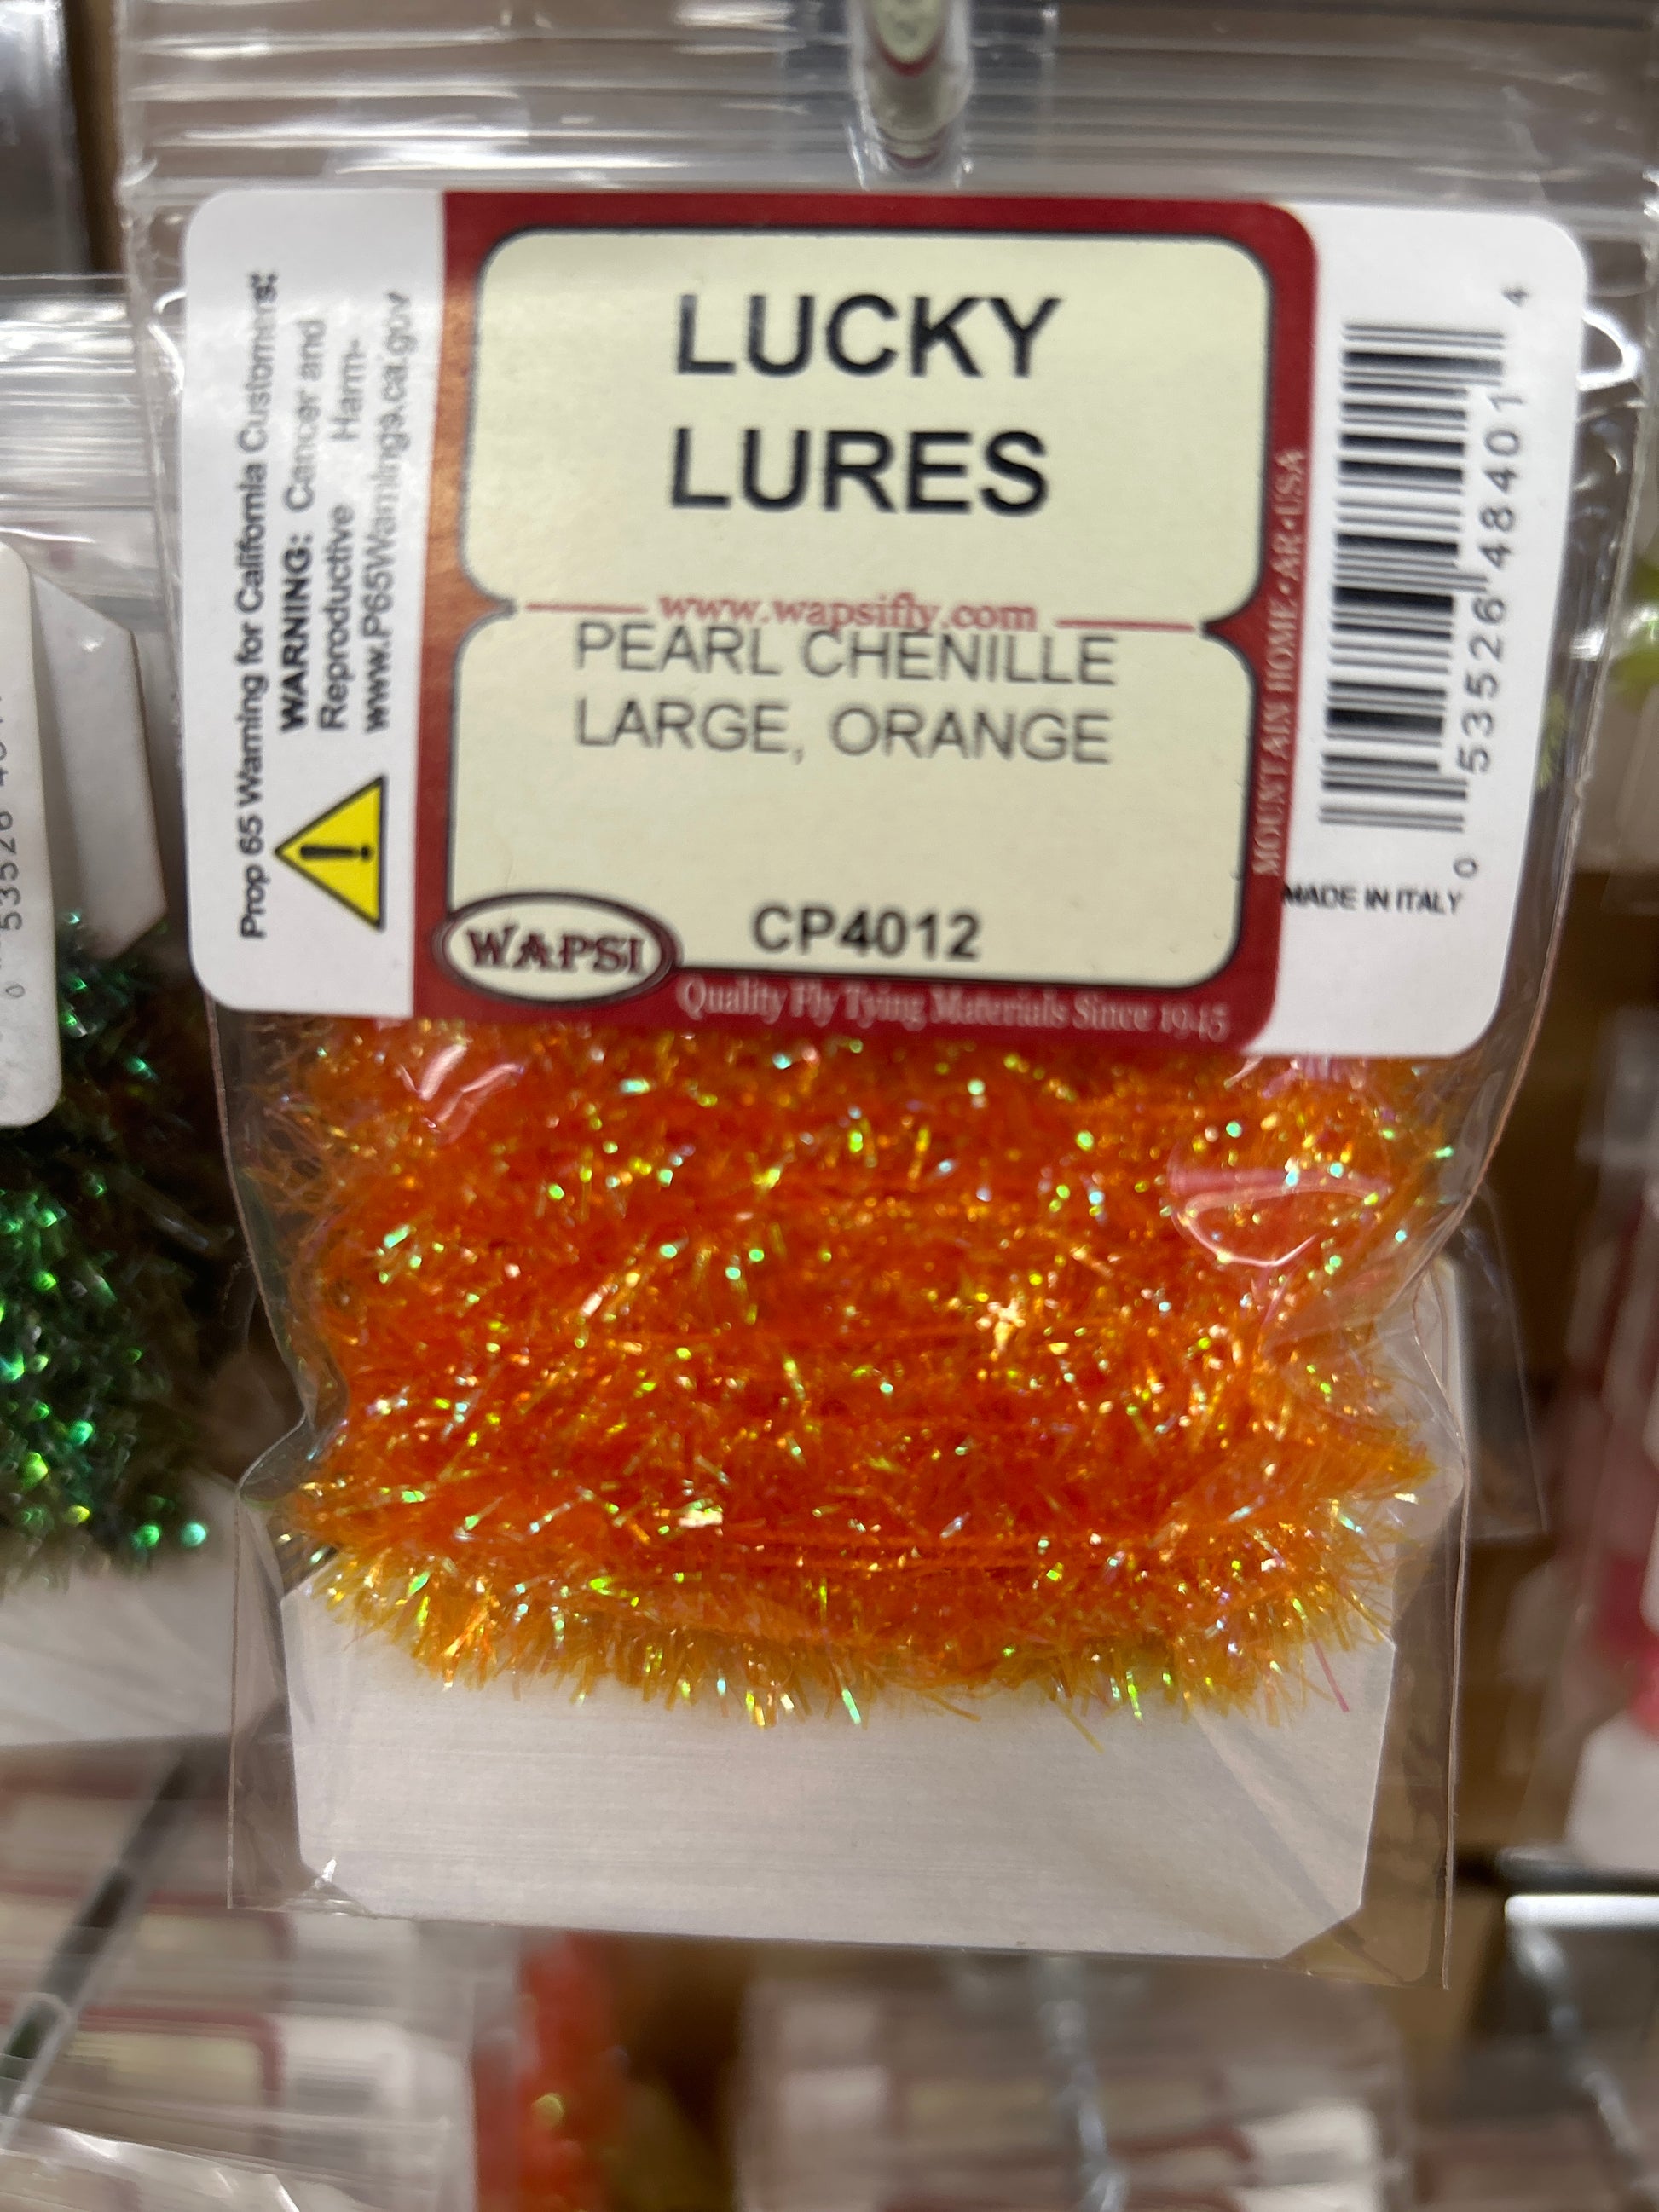 LUCKY
LURES
www.wapsifly.com
PEARL CHENILLE
LARGE, ORANGE
CP4012
WAPSI
Quality Fly Tying Materials Since 1945
MOUNTAIN HOME • AR • USA
Prop 65 Warning for California Customers:
WARNING: Cancer and
Reproductive Harm-
www.P65Warnings.ca.gov
0 53526 48401 4
MADE IN ITALY
0 53526